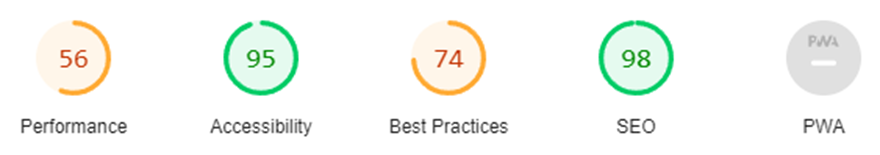 56 95 74 98 PWA
Performance Accessibility Best Practices SEO PWA